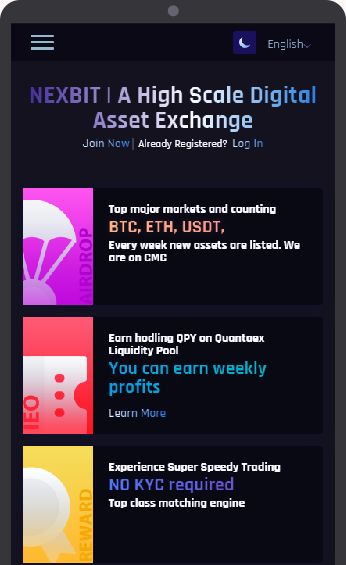 English
NEXBIT | A High Scale Digital
Asset Exchange
Join Now | Already Registered? Log In
AIRDROP
Top major markets and counting
BTC, ETH, USDT,
Every week new assets are listed. We
are on CMC
IEO
Earn hodling QPY on Quantaex
Liquidity Pool
You can earn weekly
profits
Learn More
REWARD
Experience Super Speedy Trading
NO KYC required
Top class matching engine